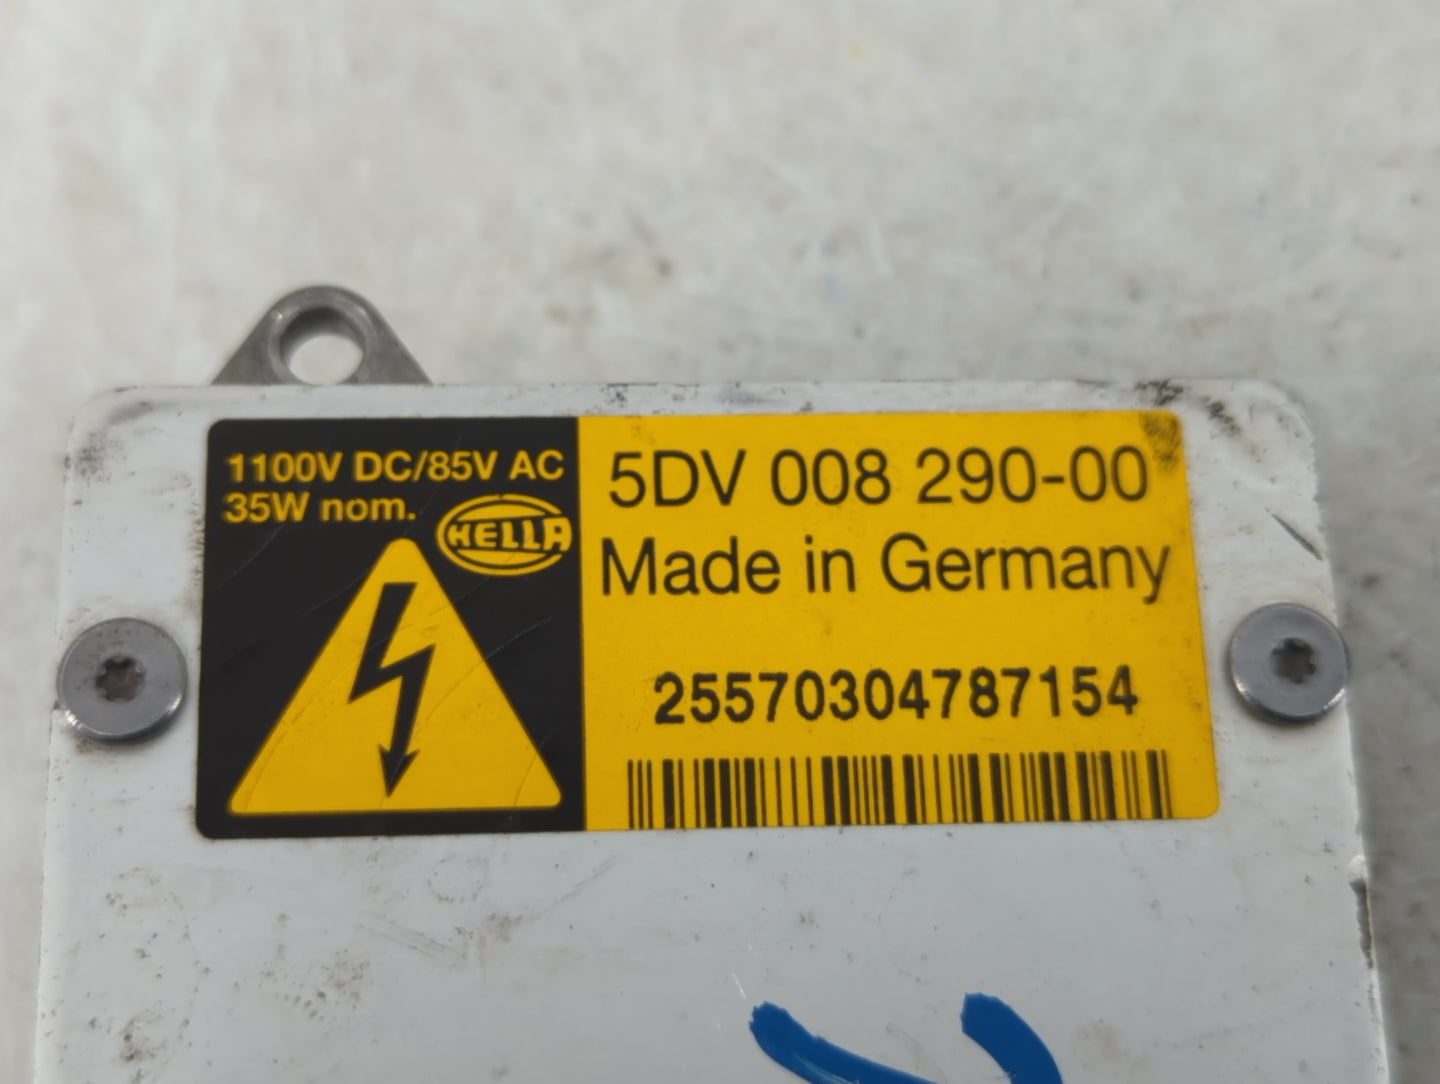 1100V DC/85V AC
35W nom.
HELLA
5DV 008 290-00
Made in Germany
25570304787154